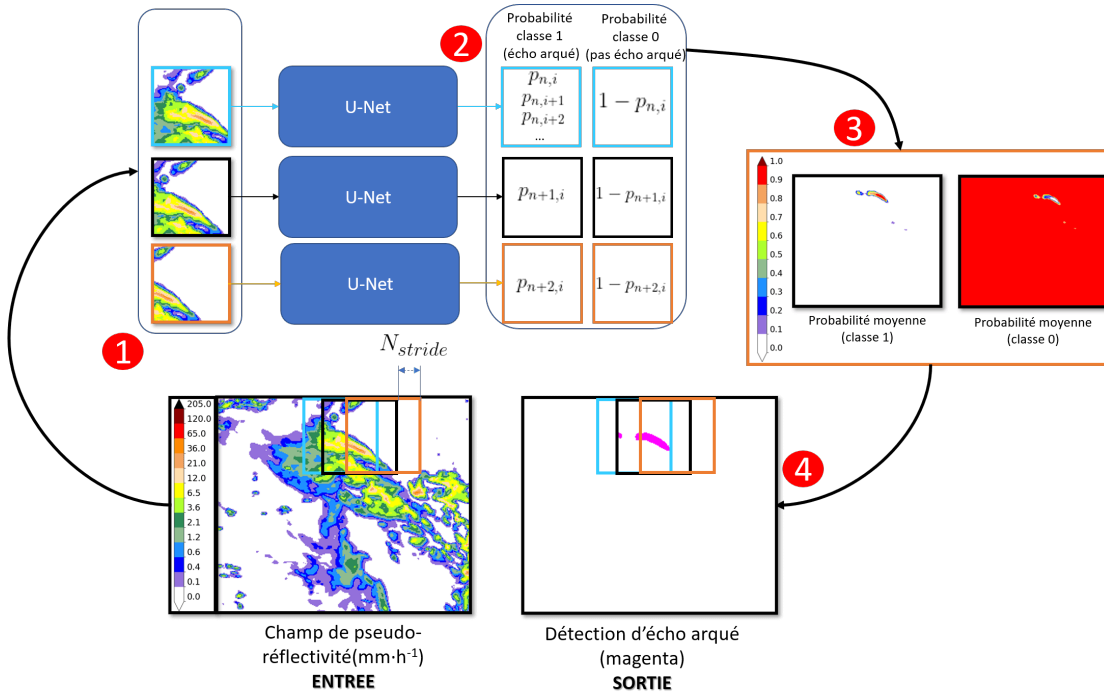 2
Probabilité
classe 1
(écho arqué)
Probabilité
classe 0
(pas écho arqué)
U-Net
p_{n,i}
p_{n,i+1}
p_{n,i+2}
...
1 − p_{n,i}
U-Net
p_{n+1,i}
1 − p_{n+1,i}
U-Net
p_{n+2,i}
1 − p_{n+2,i}
3
1.0
0.9
0.8
0.7
0.6
0.5
0.4
0.3
0.2
0.1
0.0
Probabilité moyenne
(classe 1)
Probabilité moyenne
(classe 0)
1
N_{stride}
205.0
120.0
65.0
36.0
21.0
12.0
6.5
3.6
2.1
1.2
0.6
0.4
0.1
0.0
4
Champ de pseudo-
réflectivité(mm·h⁻¹)
ENTREE
Détection d’écho arqué
(magenta)
SORTIE